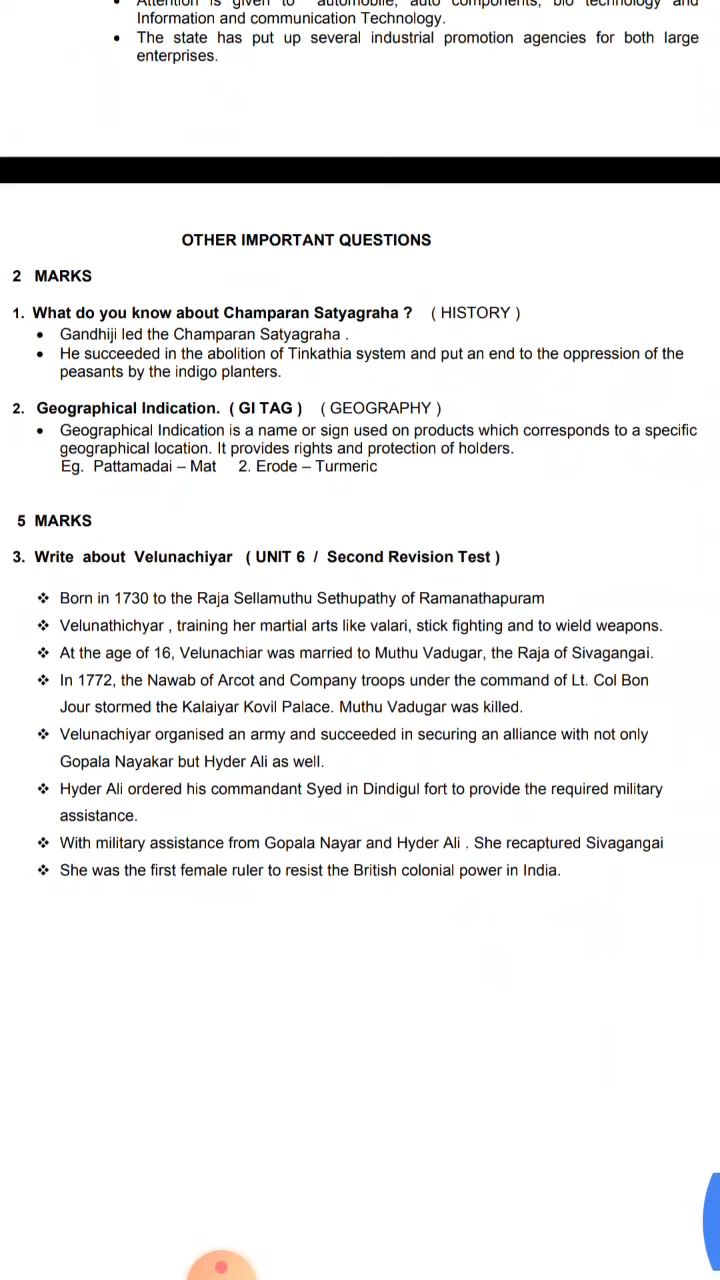 Attention is given to automobile, auto components, bio technology and
Information and communication Technology.
• The state has put up several industrial promotion agencies for both large
enterprises.
OTHER IMPORTANT QUESTIONS
2 MARKS
1. What do you know about Champaran Satyagraha ? ( HISTORY )
• Gandhiji led the Champaran Satyagraha .
• He succeeded in the abolition of Tinkathia system and put an end to the oppression of the
peasants by the indigo planters.
2. Geographical Indication. ( GI TAG ) ( GEOGRAPHY )
• Geographical Indication is a name or sign used on products which corresponds to a specific
geographical location. It provides rights and protection of holders.
Eg. Pattamadai – Mat 2. Erode – Turmeric
5 MARKS
3. Write about Velunachiyar ( UNIT 6 / Second Revision Test )
❖ Born in 1730 to the Raja Sellamuthu Sethupathy of Ramanathapuram
❖ Velunathichyar , training her martial arts like valari, stick fighting and to wield weapons.
❖ At the age of 16, Velunachiar was married to Muthu Vadugar, the Raja of Sivagangai.
❖ In 1772, the Nawab of Arcot and Company troops under the command of Lt. Col Bon
Jour stormed the Kalaiyar Kovil Palace. Muthu Vadugar was killed.
❖ Velunachiyar organised an army and succeeded in securing an alliance with not only
Gopala Nayakar but Hyder Ali as well.
❖ Hyder Ali ordered his commandant Syed in Dindigul fort to provide the required military
assistance.
❖ With military assistance from Gopala Nayar and Hyder Ali . She recaptured Sivagangai
❖ She was the first female ruler to resist the British colonial power in India.